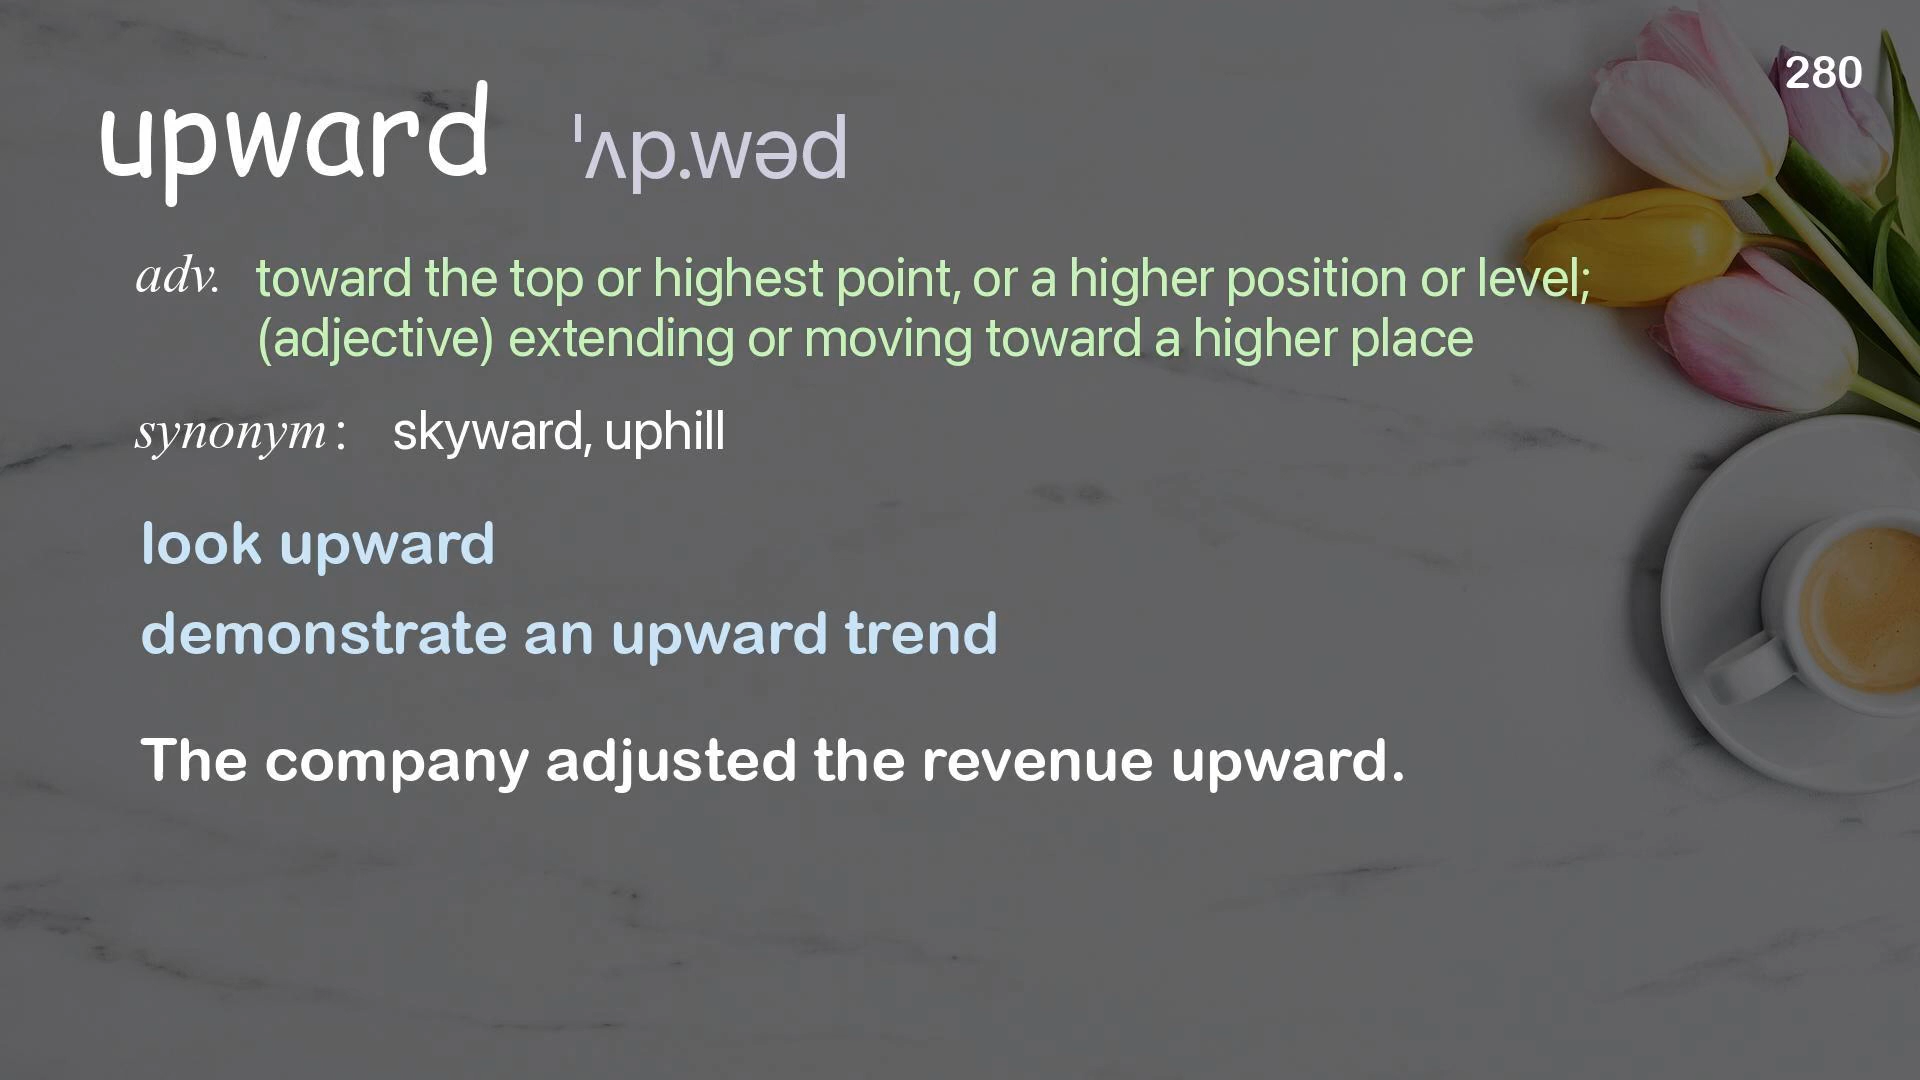 280
upward ˈʌp.wəd
adv. toward the top or highest point, or a higher position or level;
(adjective) extending or moving toward a higher place
synonym: skyward, uphill
look upward
demonstrate an upward trend
The company adjusted the revenue upward.